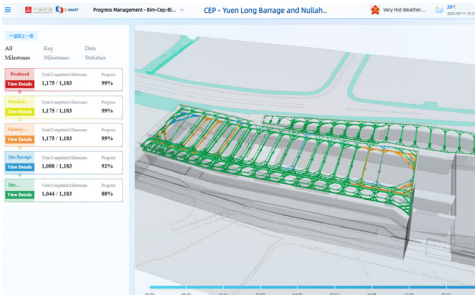 Progress Management - Bim-Cep-Bi...
CEP - Yuen Long Barrage and Nullah..
Very Hot Weather...
29°C
All Milestones
Key Milestones
Data Statistics
Produced
View Details
Total Completed Milestones
Progress
1,175 / 1,183
99%
View Details
Total Completed Milestones
Progress
1,175 / 1,183
99%
Factory...
View Details
Total Completed Milestones
Progress
1,175 / 1,183
99%
Site Receipt
View Details
Total Completed Milestones
Progress
1,088 / 1,183
92%
Site...
View Details
Total Completed Milestones
Progress
1,044 / 1,183
88%